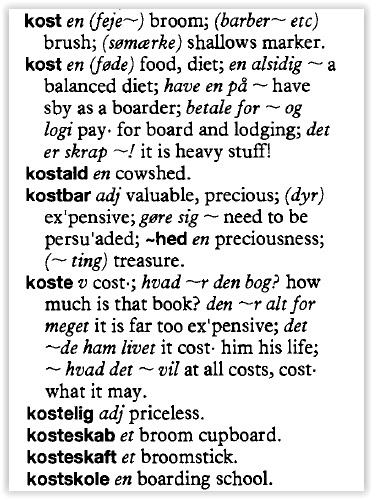 kost en (feje~) broom; (barber~ etc)
brush; (sømærke) shallows marker.
kost en (føde) food, diet; en alsidig ~ a
balanced diet; have en på ~ have
sby as a boarder; betale for ~ og
logi pay· for board and lodging; det
er skrap ~! it is heavy stuff!
kostald en cowshed.
kostbar adj valuable, precious; (dyr)
ex'pensive; gøre sig ~ need to be
persu'aded; ~hed en preciousness;
(~ ting) treasure.
koste v cost·; hvad ~r den bog? how
much is that book? den ~r alt for
meget it is far too ex'pensive; det
~de ham livet it cost· him his life;
~ hvad det ~ vil at all costs, cost·
what it may.
kostelig adj priceless.
kosteskab et broom cupboard.
kosteskaft et broomstick.
kostskole en boarding school.